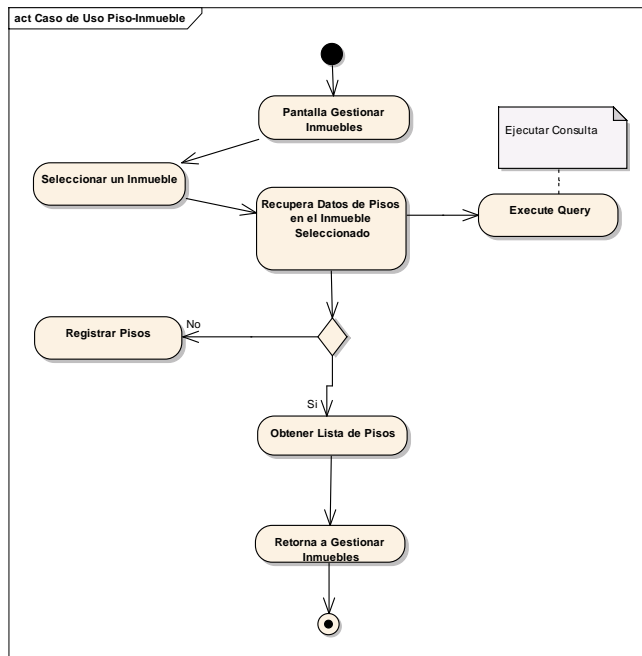 act Caso de Uso Piso-Inmueble
Pantalla Gestionar
Inmuebles
Ejecutar Consulta
Seleccionar un Inmueble
Recupera Datos de Pisos
en el Inmueble
Seleccionado
Execute Query
Registrar Pisos
No
Si
Obtener Lista de Pisos
Retorna a Gestionar
Inmuebles